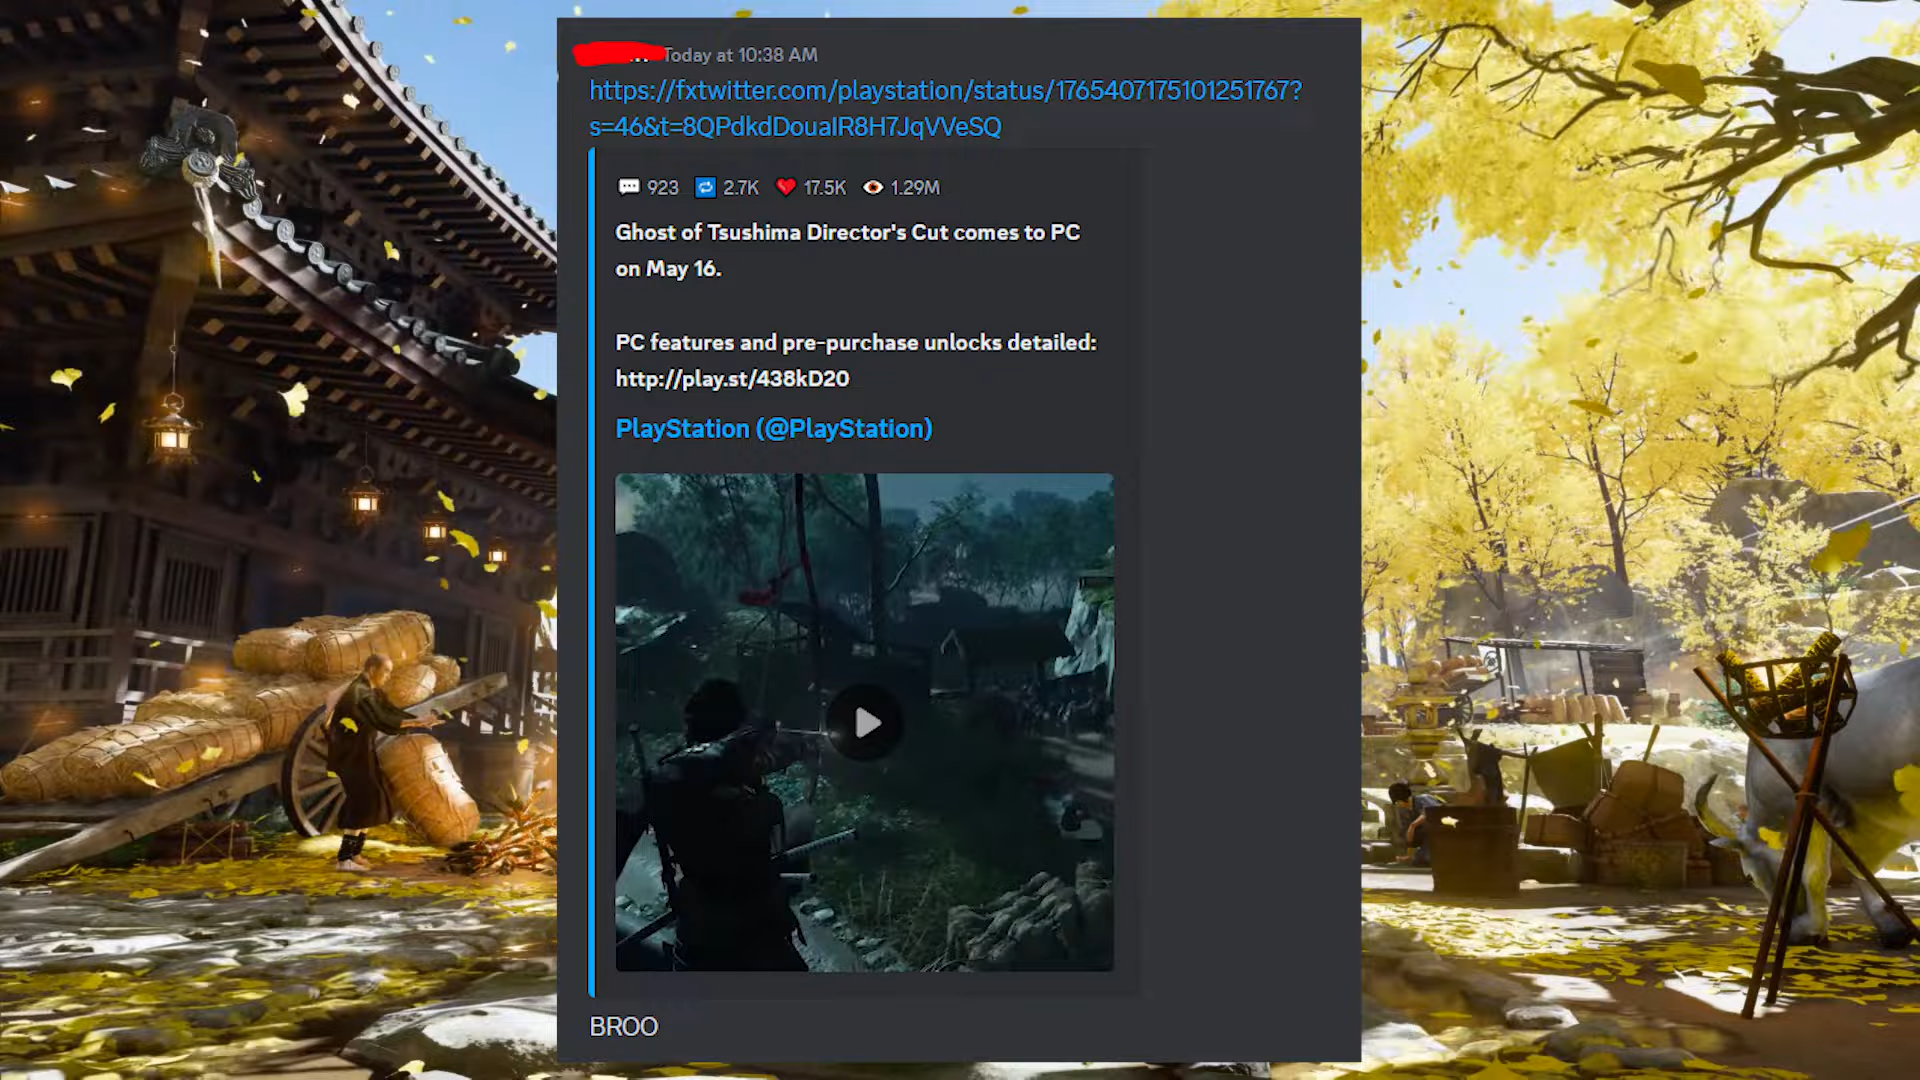 Today at 10:38 AM
https://fxtwitter.com/playstation/status/1765407175101251767?
s=46&t=8QPdkdDoualR8H7JqVVeSQ
923 2.7K 17.5K 1.29M
Ghost of Tsushima Director's Cut comes to PC
on May 16.
PC features and pre-purchase unlocks detailed:
http://play.st/438kD20
PlayStation (@PlayStation)
BROO